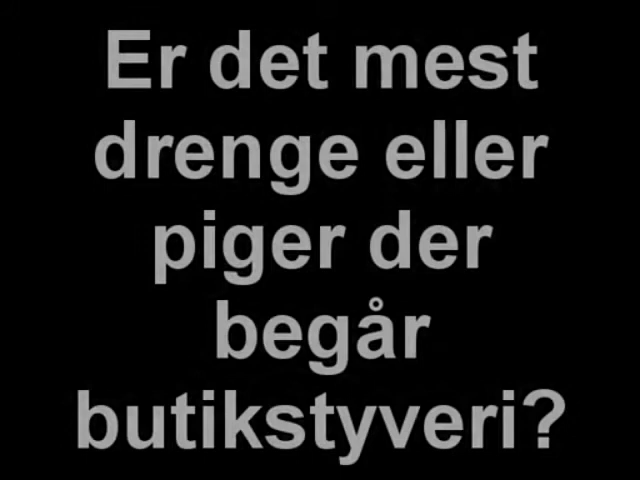 Er det mest
drenge eller
piger der
begår
butikstyveri?